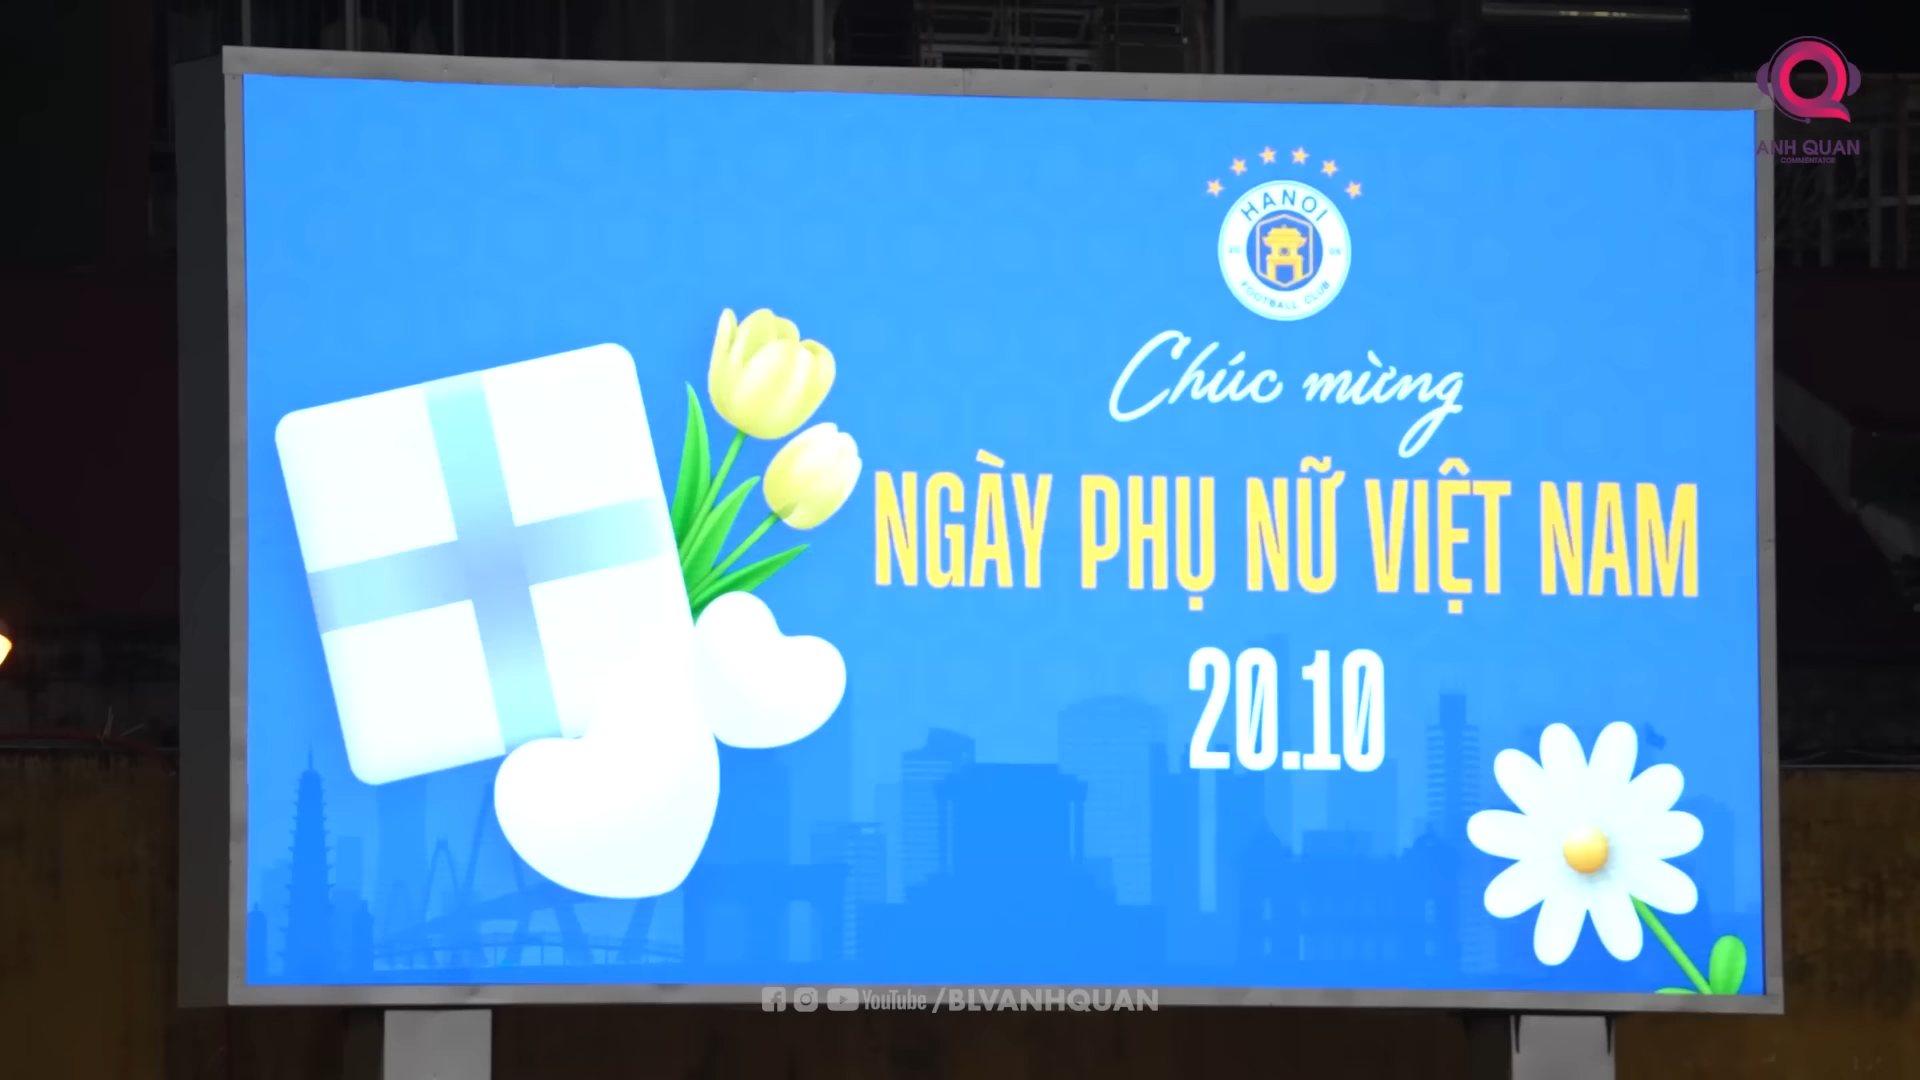 ANH QUAN
COMMENTATOR
HANOI
FOOTBALL CLUB
Chúc mừng
NGÀY PHỤ NỮ VIỆT NAM
20.10
YouTube /BLVANHQUAN